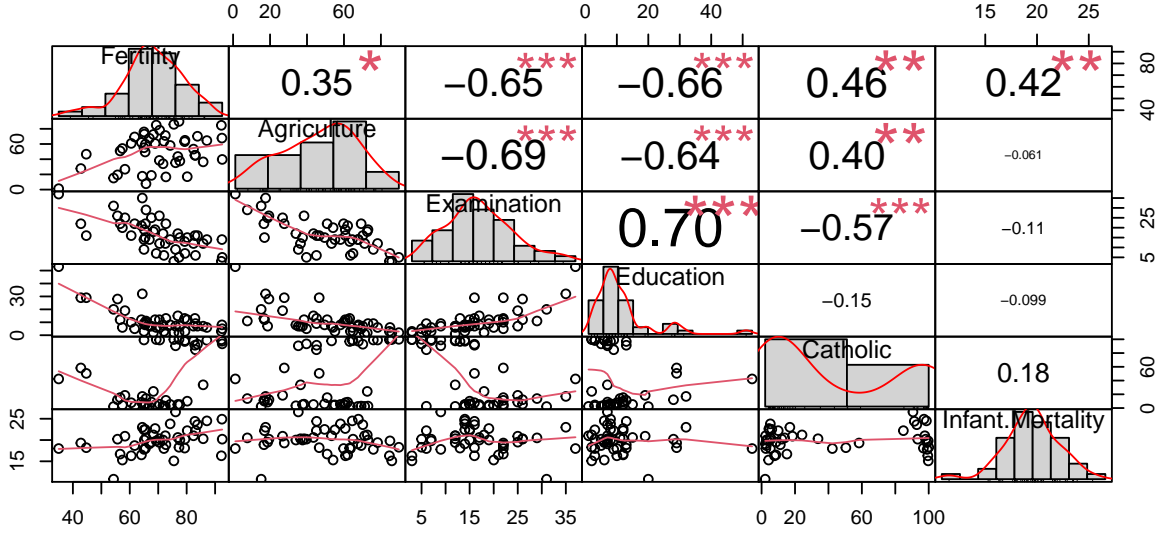 0 20 60 0 20 40 15 20 25
Fertility 0.35 * −0.65 *** −0.66 *** 0.46 ** 0.42 ** 40 80
0 60 Agriculture −0.69 *** −0.64 *** 0.40 ** −0.061
Examination 0.70 *** −0.57 *** −0.11 5 25
0 30 Education −0.15 −0.099
Catholic 0.18 0 60
15 25 Infant.Mortality
40 60 80 5 15 25 35 0 20 60 100